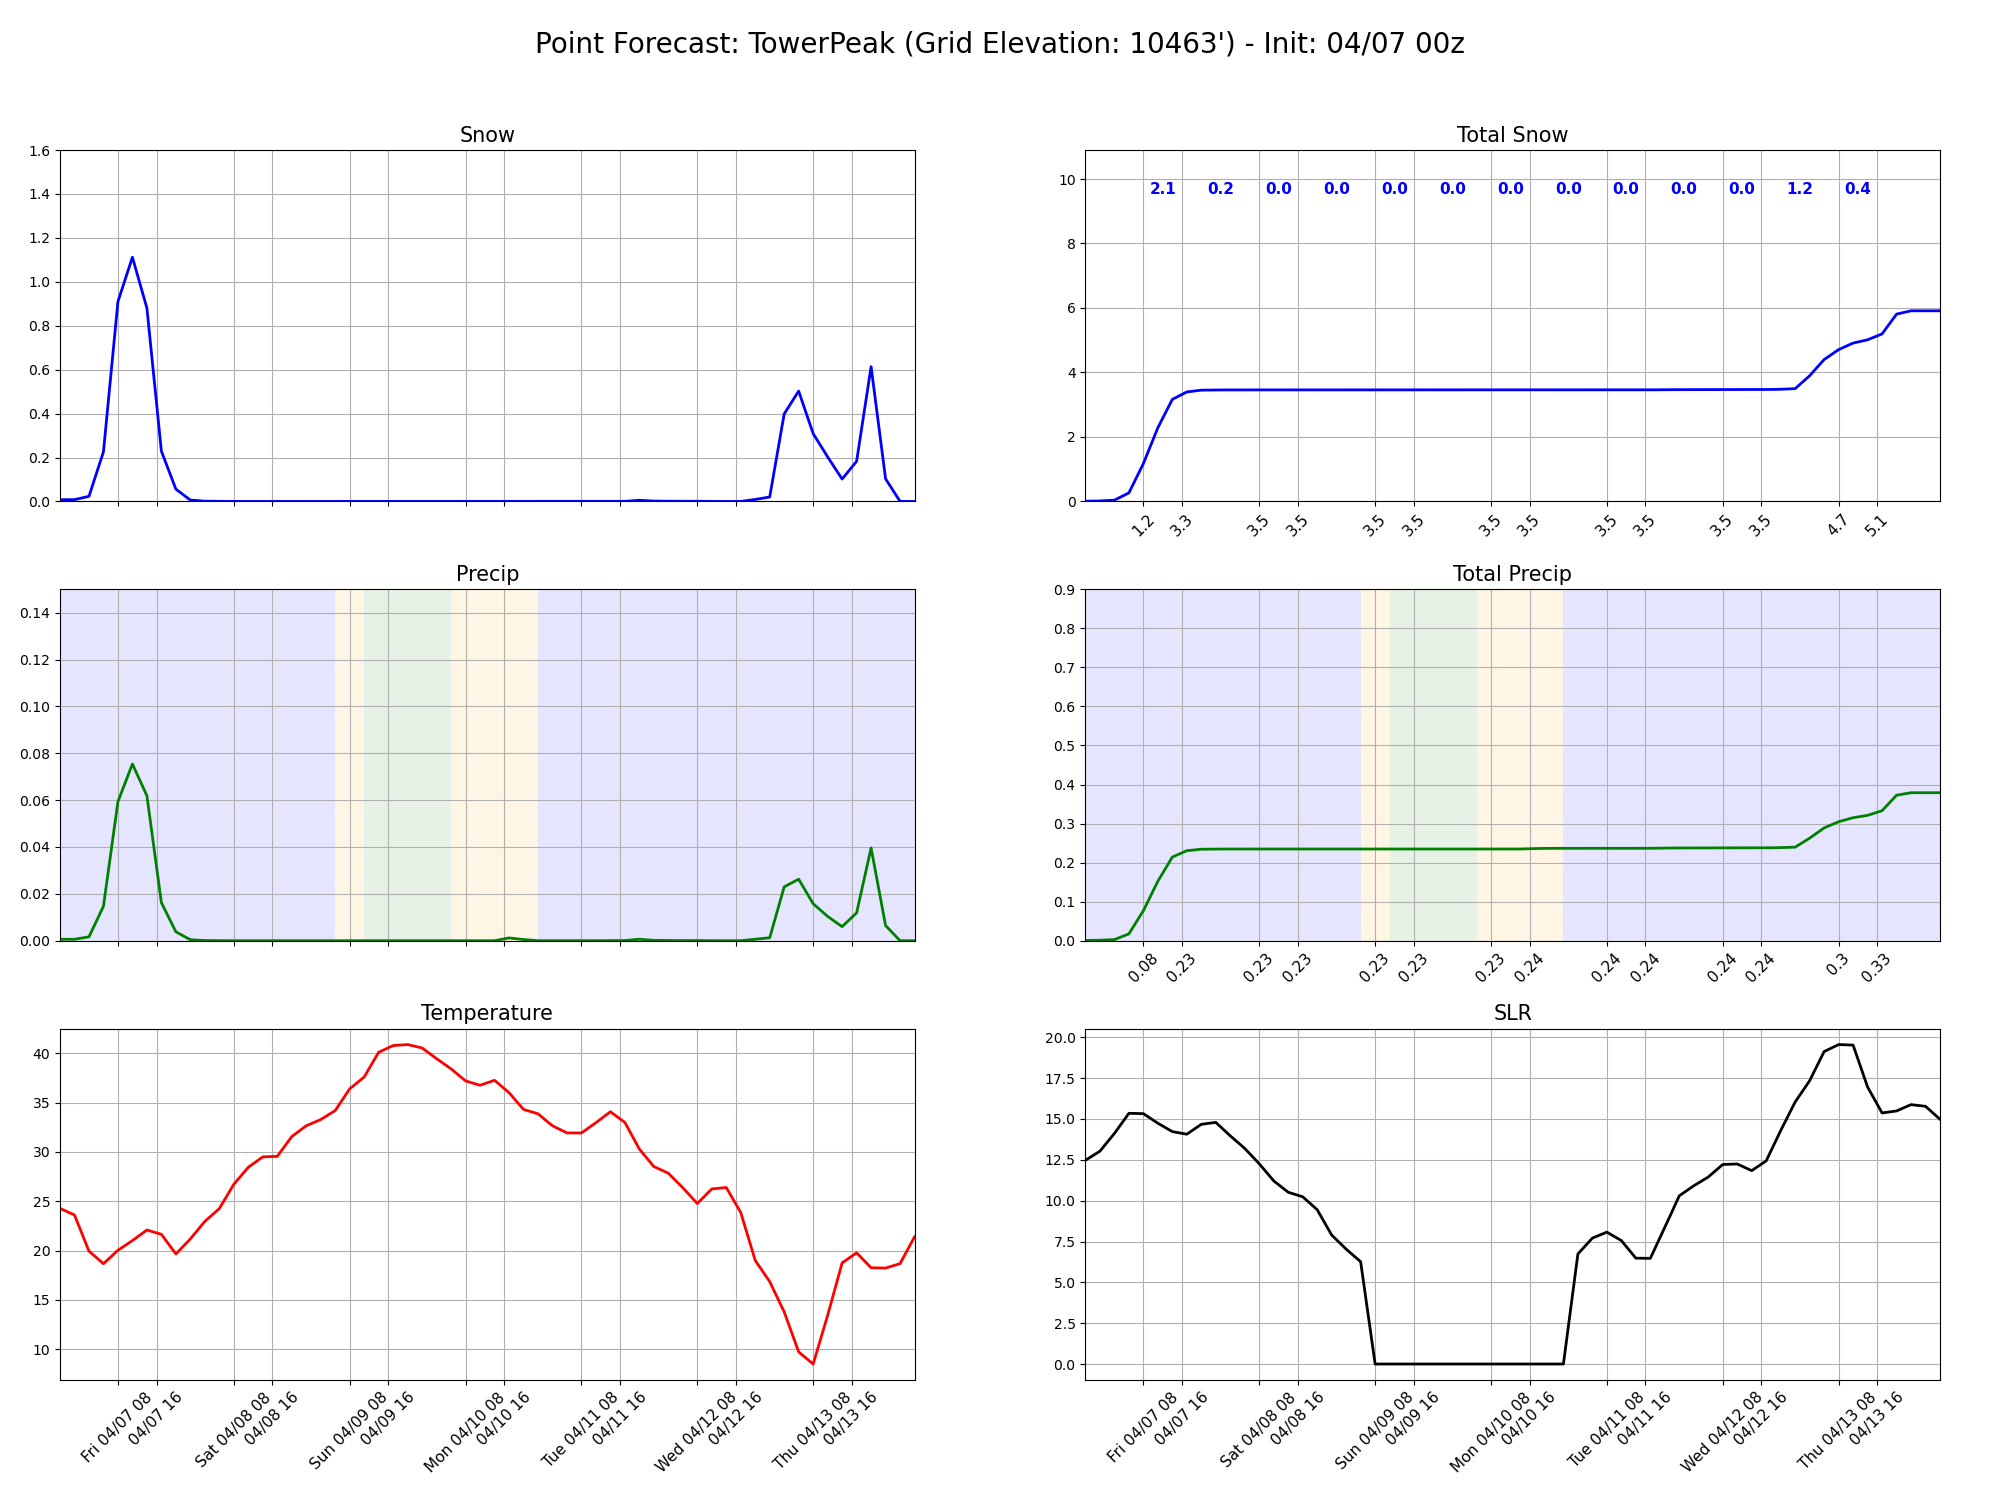 Point Forecast: TowerPeak (Grid Elevation: 10463') - Init: 04/07 00z
Snow
1.6
1.4
1.2
1.0
0.8
0.6
0.4
0.2
0.0
Total Snow
10
8
6
4
2
0
2.1 0.2 0.0 0.0 0.0 0.0 0.0 0.0 0.0 0.0 0.0 1.2 0.4
1.2 3.3 3.5 3.5 3.5 3.5 3.5 3.5 3.5 3.5 3.5 3.5 4.7 5.1
Precip
0.14
0.12
0.10
0.08
0.06
0.04
0.02
0.00
Total Precip
0.9
0.8
0.7
0.6
0.5
0.4
0.3
0.2
0.1
0.0
0.08 0.23 0.23 0.23 0.23 0.23 0.23 0.24 0.24 0.24 0.24 0.24 0.3 0.33
Temperature
40
35
30
25
20
15
10
Fri 04/07 08
04/07 16
Sat 04/08 08
04/08 16
Sun 04/09 08
04/09 16
Mon 04/10 08
04/10 16
Tue 04/11 08
04/11 16
Wed 04/12 08
04/12 16
Thu 04/13 08
04/13 16
SLR
20.0
17.5
15.0
12.5
10.0
7.5
5.0
2.5
0.0
Fri 04/07 08
04/07 16
Sat 04/08 08
04/08 16
Sun 04/09 08
04/09 16
Mon 04/10 08
04/10 16
Tue 04/11 08
04/11 16
Wed 04/12 08
04/12 16
Thu 04/13 08
04/13 16